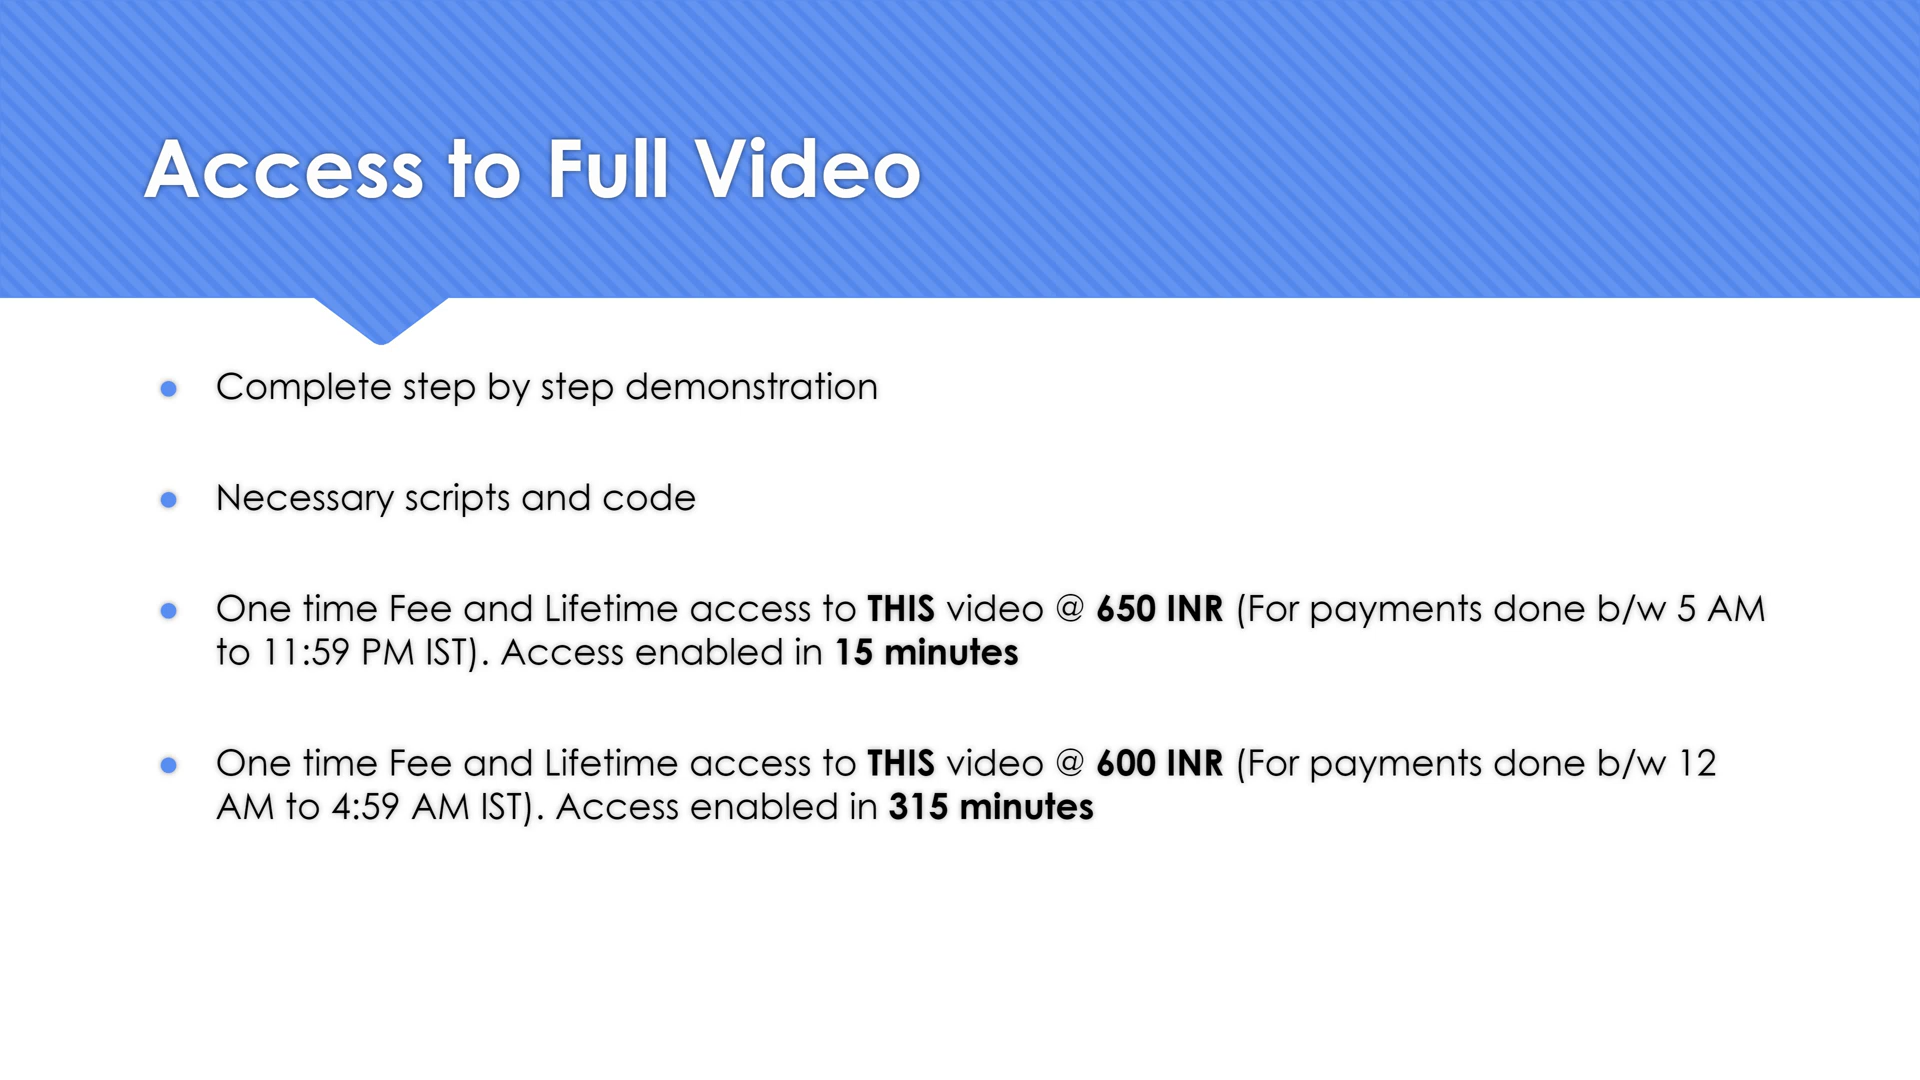 Access to Full Video
Complete step by step demonstration
Necessary scripts and code
One time Fee and Lifetime access to THIS video @ 650 INR (For payments done b/w 5 AM
to 11:59 PM IST). Access enabled in 15 minutes
One time Fee and Lifetime access to THIS video @ 600 INR (For payments done b/w 12
AM to 4:59 AM IST). Access enabled in 315 minutes